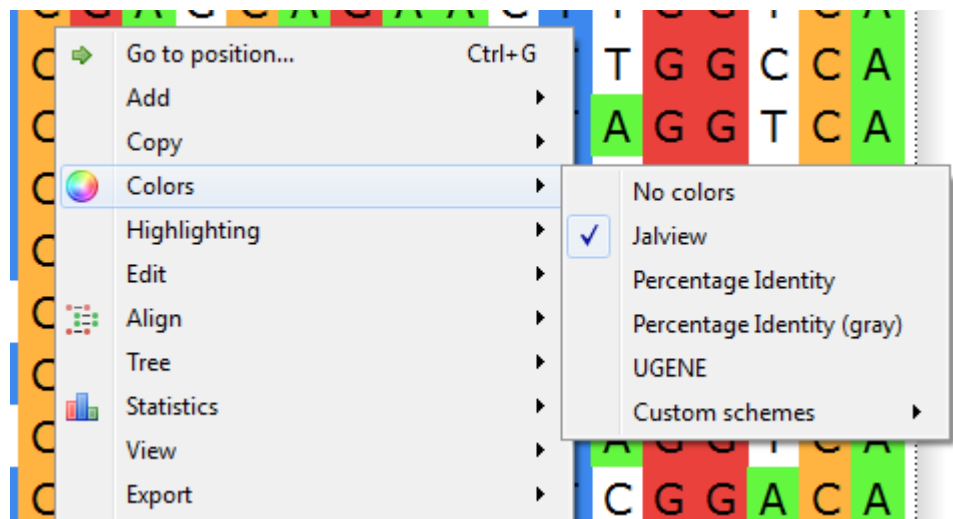 C G A G C A G A A C T T G G T C A
C Go to position... Ctrl+G T G G C C A
Add
C Copy A G G T C A
C Colors No colors
Highlighting Jalview
C Edit Percentage Identity
C Align Percentage Identity (gray)
C Tree UGENE
Statistics Custom schemes
C View A G G T C A
C Export C G G A C A